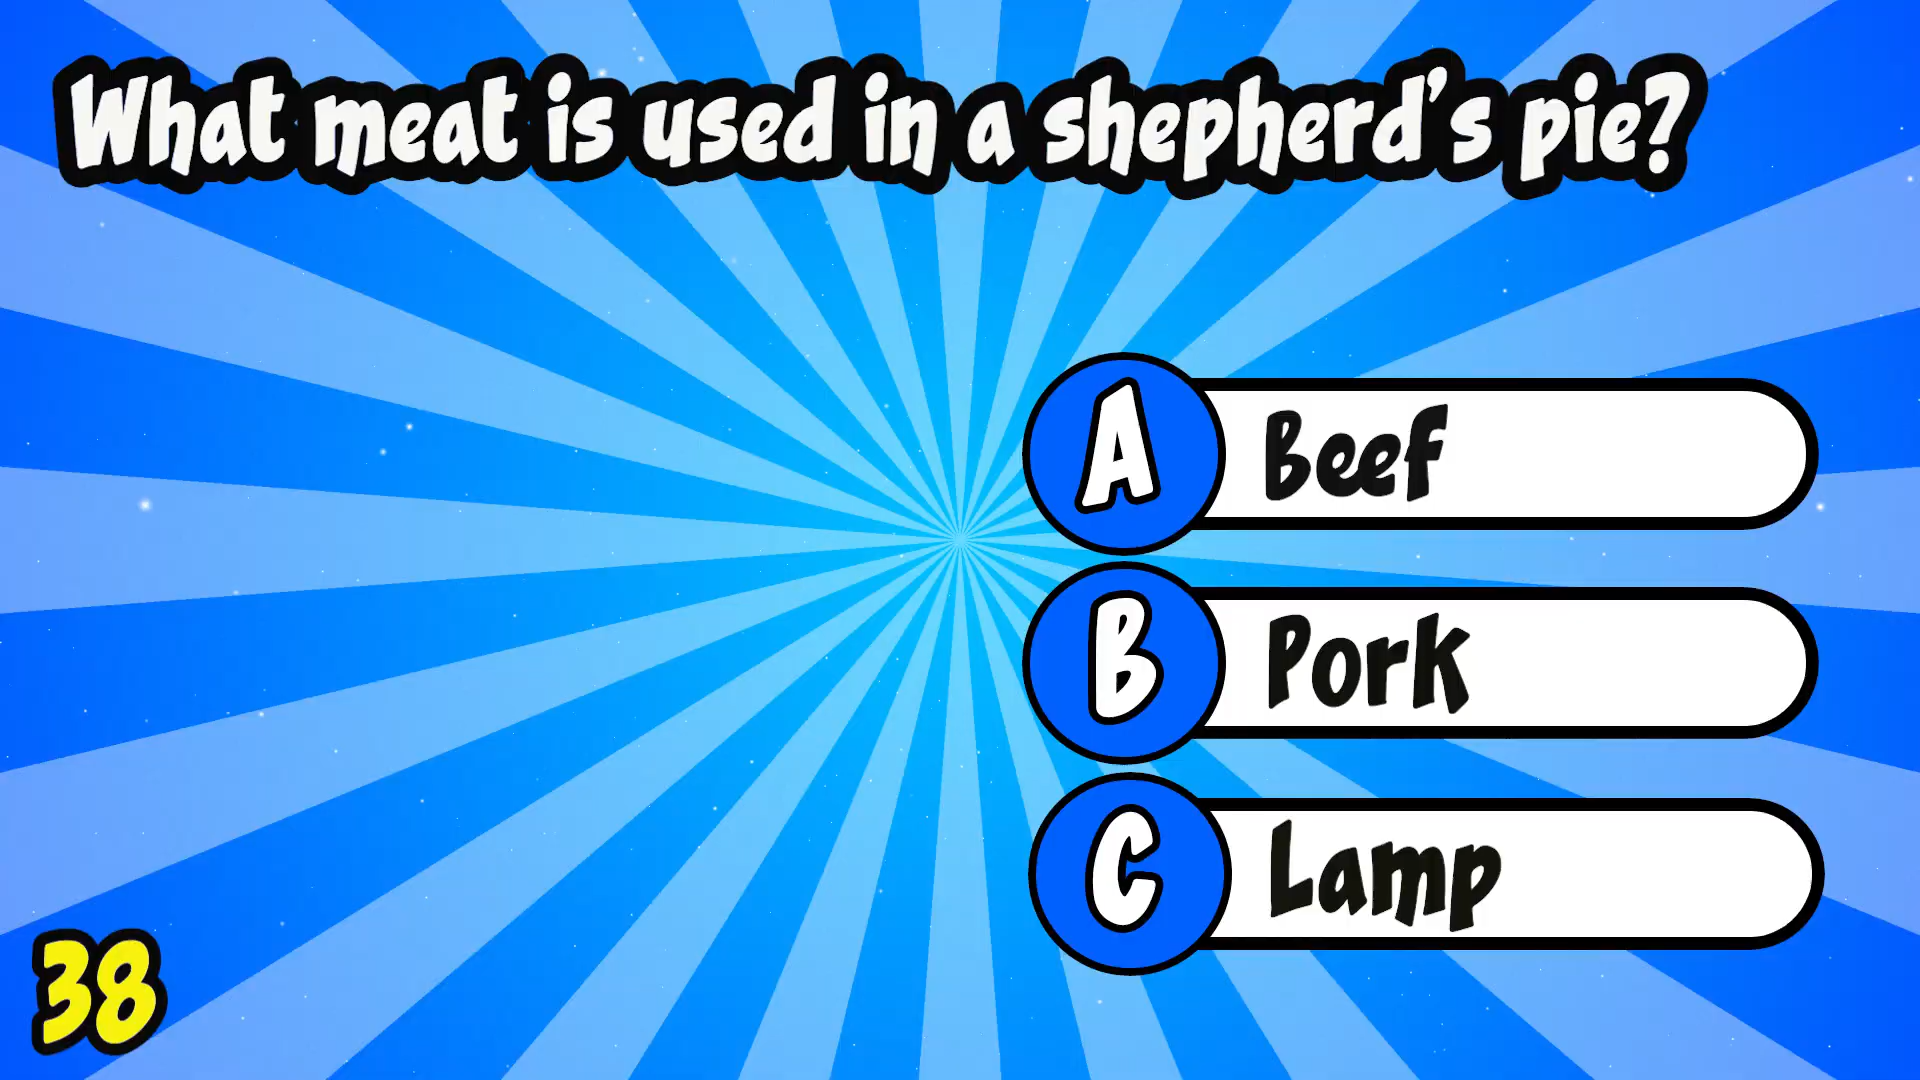 What meat is used in a shepherd's pie?
A Beef
B Pork
C Lamp
38